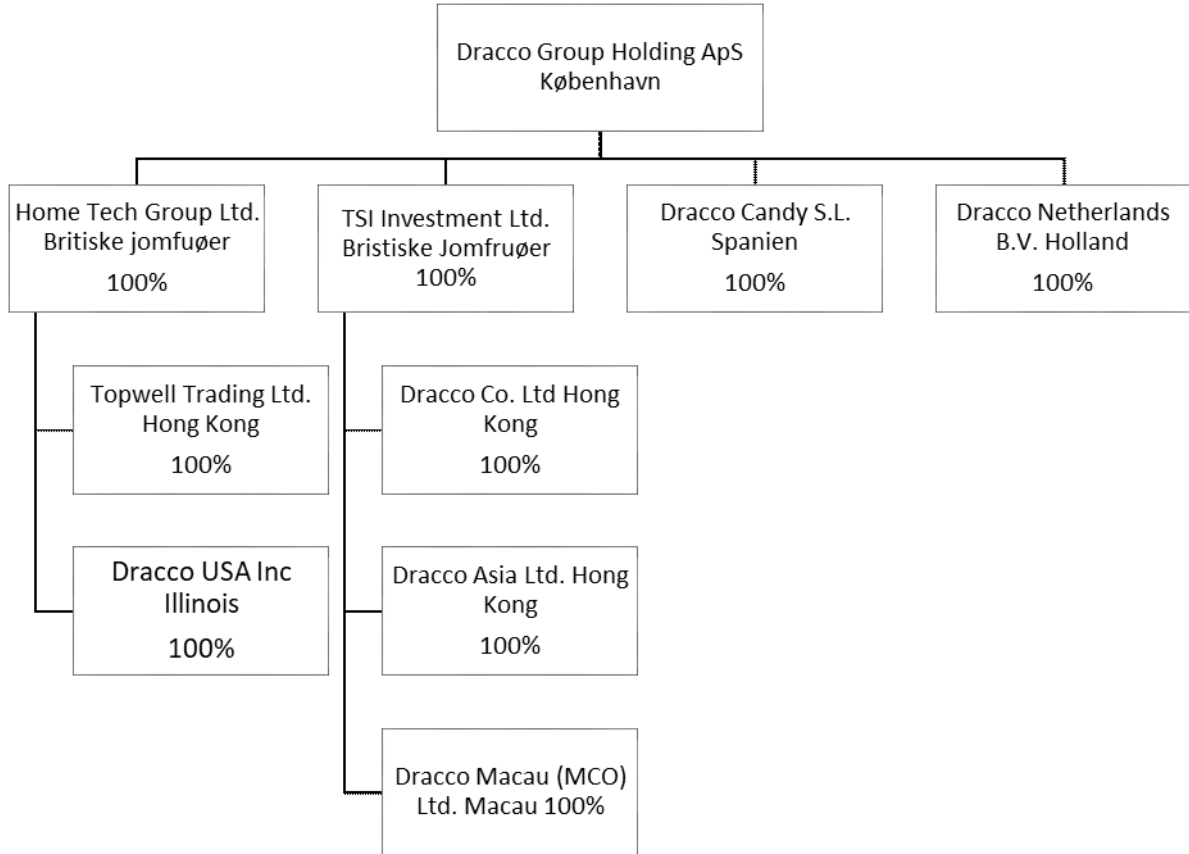 Dracco Group Holding ApS
København
Home Tech Group Ltd.
Britiske jomfuøer
100%
TSI Investment Ltd.
Bristiske Jomfruøer
100%
Dracco Candy S.L.
Spanien
100%
Dracco Netherlands
B.V. Holland
100%
Topwell Trading Ltd.
Hong Kong
100%
Dracco Co. Ltd Hong
Kong
100%
Dracco USA Inc
Illinois
100%
Dracco Asia Ltd. Hong
Kong
100%
Dracco Macau (MCO)
Ltd. Macau 100%